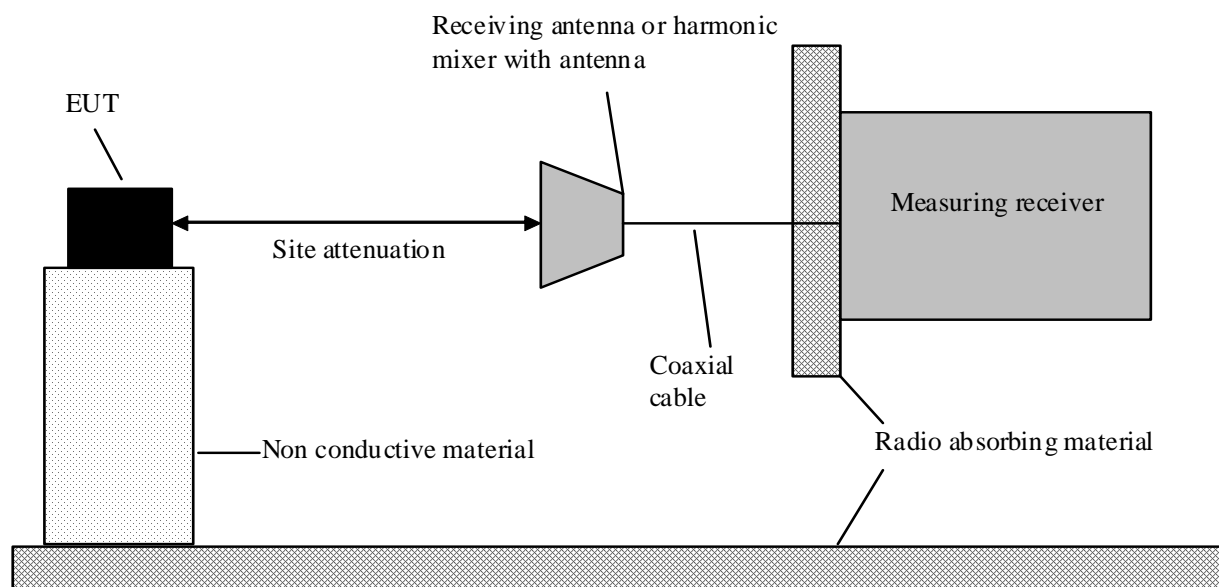 Receiving antenna or harmonic
mixer with antenna
EUT
Measuring receiver
Site attenuation
Coaxial
cable
Non conductive material
Radio absorbing material